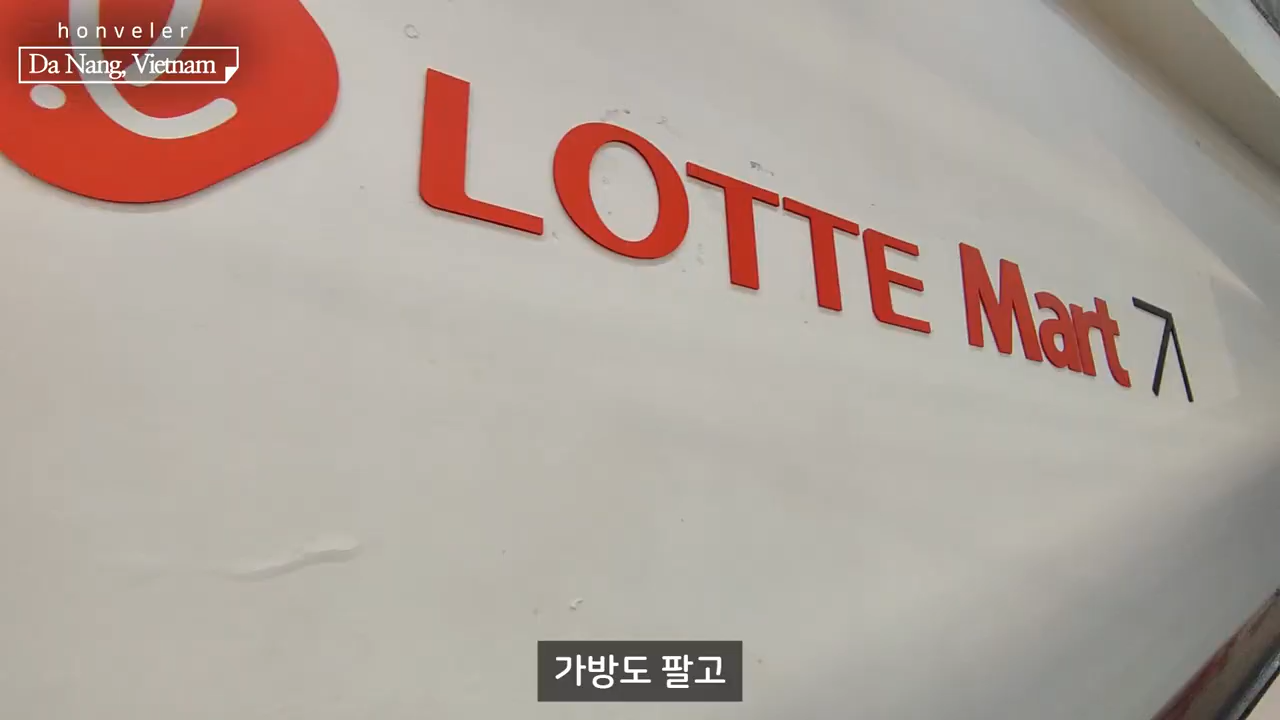 honveler
Da Nang, Vietnam
LOTTE Mart
가방도 팔고